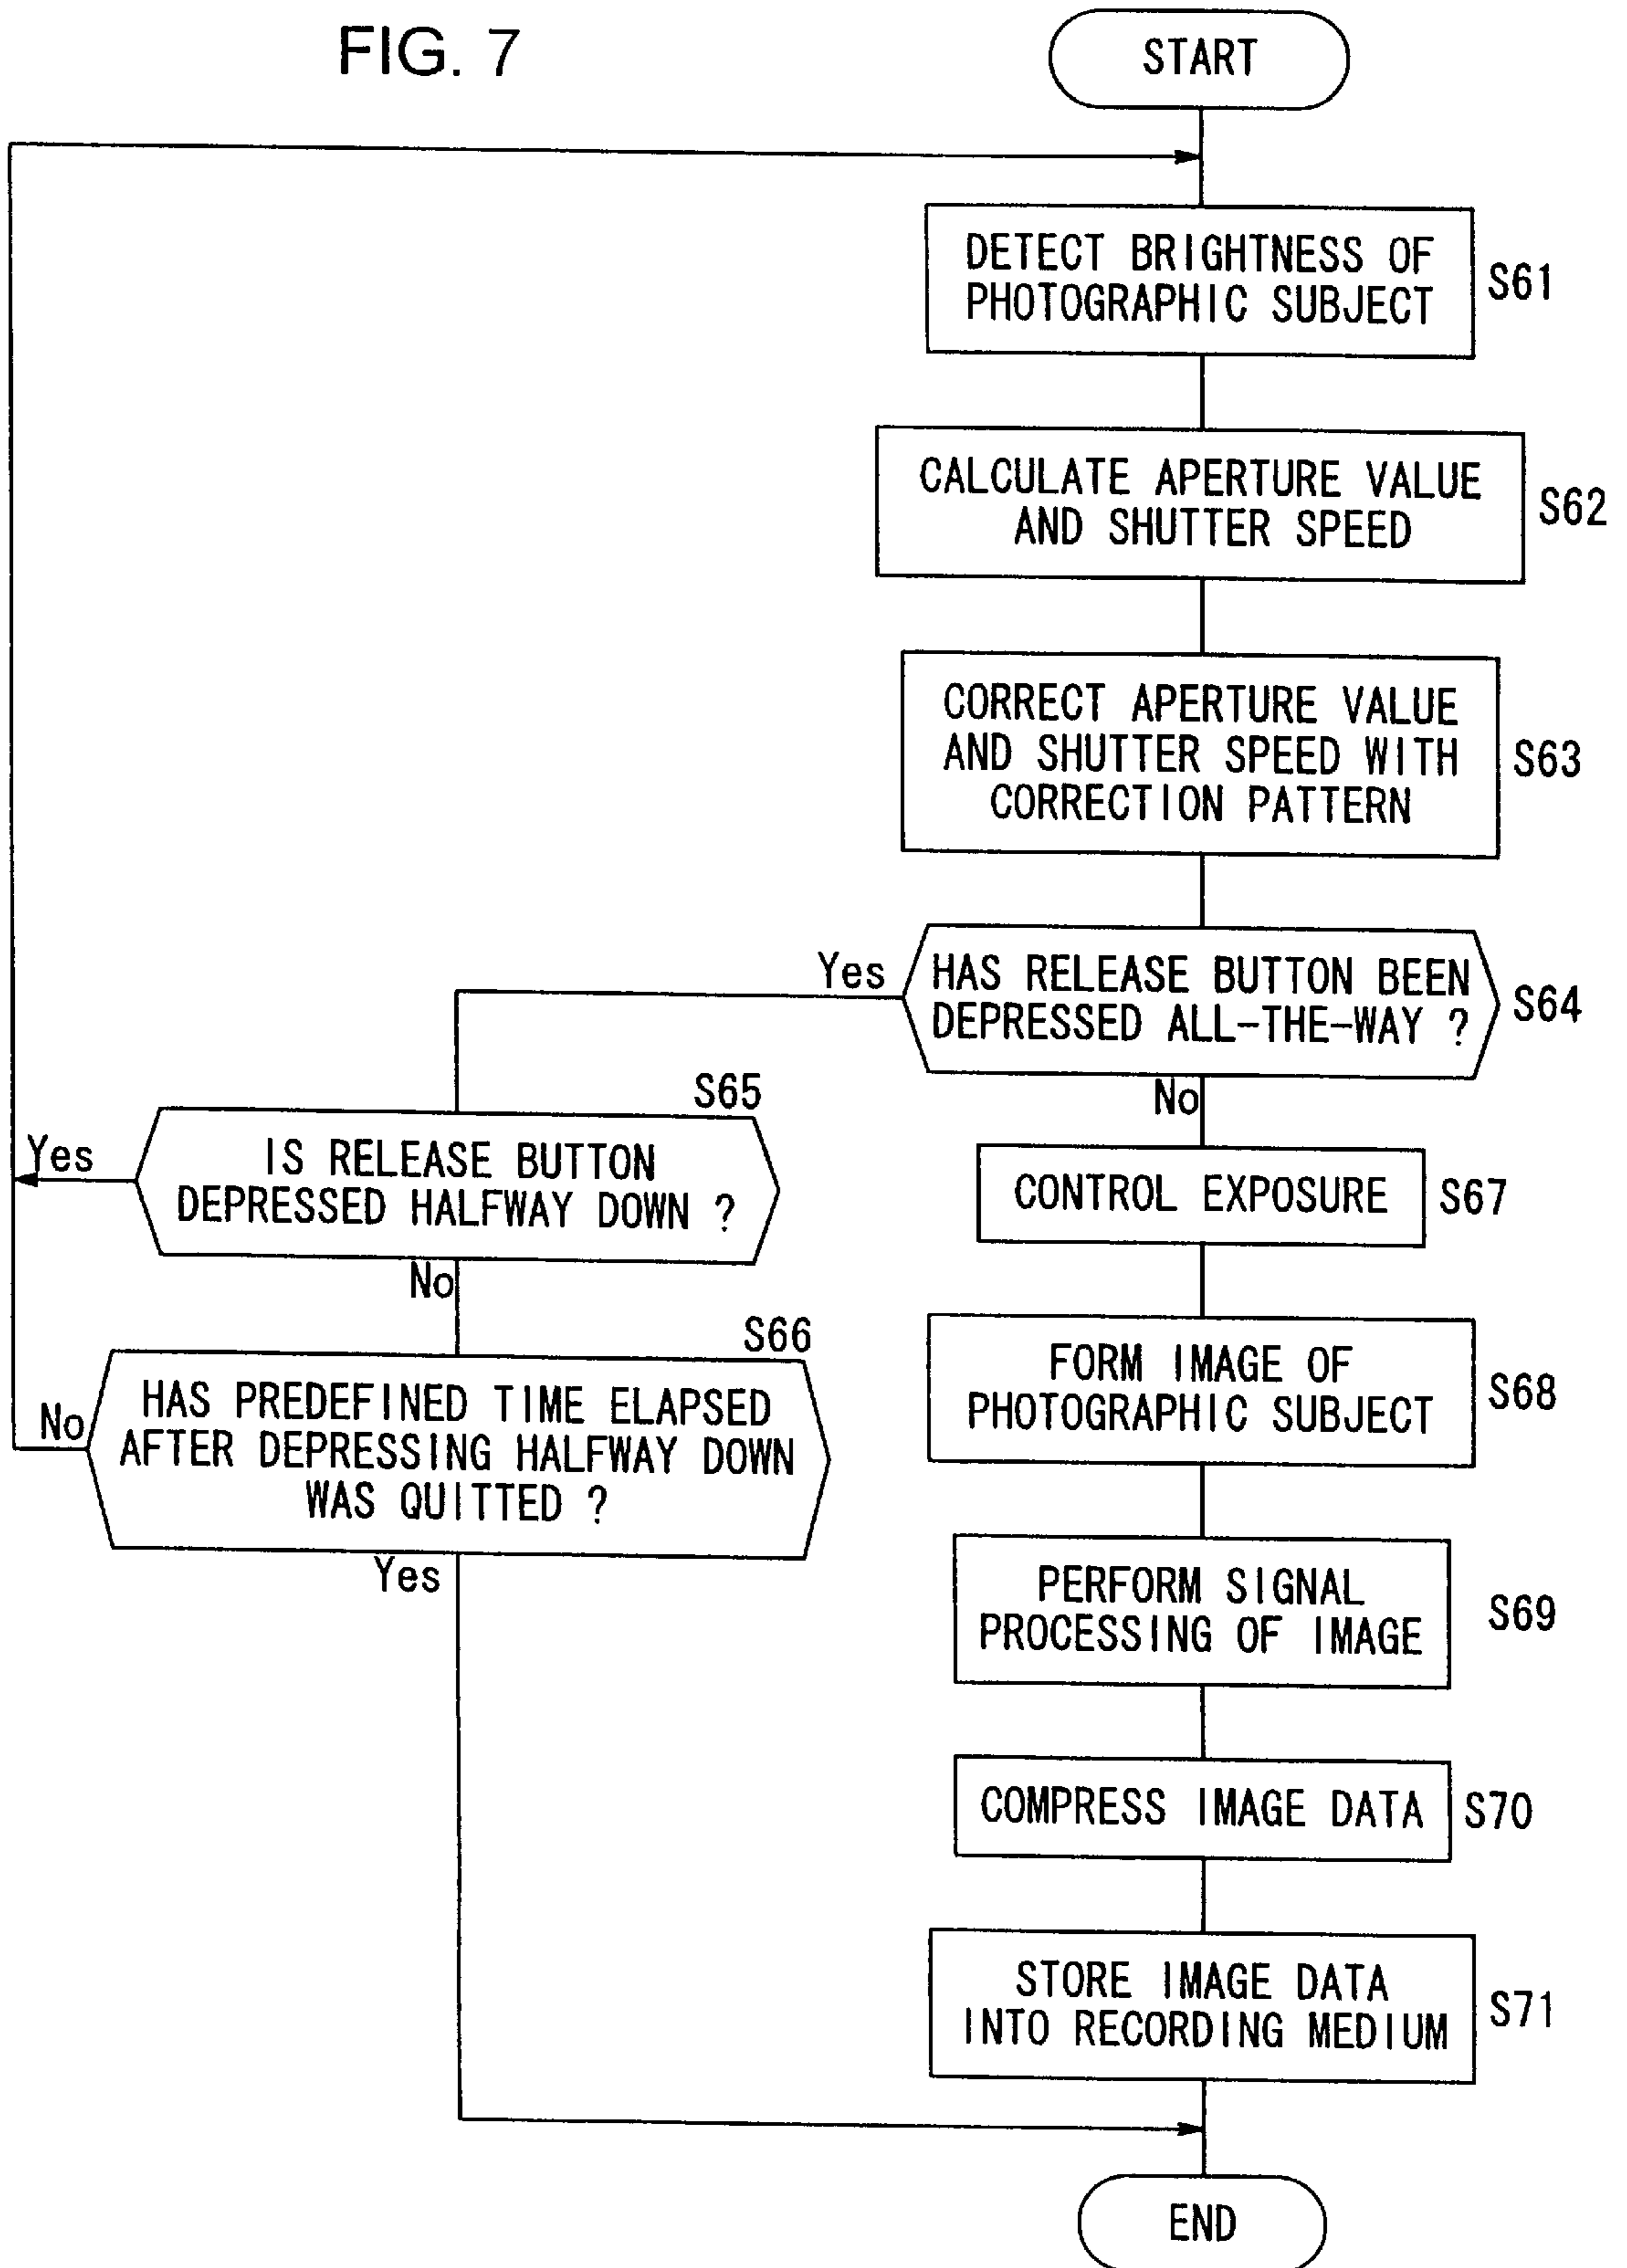 FIG. 7
START
DETECT BRIGHTNESS OF
PHOTOGRAPHIC SUBJECT
S61
CALCULATE APERTURE VALUE
AND SHUTTER SPEED
S62
CORRECT APERTURE VALUE
AND SHUTTER SPEED WITH
CORRECTION PATTERN
S63
HAS RELEASE BUTTON BEEN
DEPRESSED ALL-THE-WAY ?
S64
Yes
No
S65
IS RELEASE BUTTON
DEPRESSED HALFWAY DOWN ?
Yes
No
S66
HAS PREDEFINED TIME ELAPSED
AFTER DEPRESSING HALFWAY DOWN
WAS QUITTED ?
No
Yes
CONTROL EXPOSURE
S67
FORM IMAGE OF
PHOTOGRAPHIC SUBJECT
S68
PERFORM SIGNAL
PROCESSING OF IMAGE
S69
COMPRESS IMAGE DATA
S70
STORE IMAGE DATA
INTO RECORDING MEDIUM
S71
END